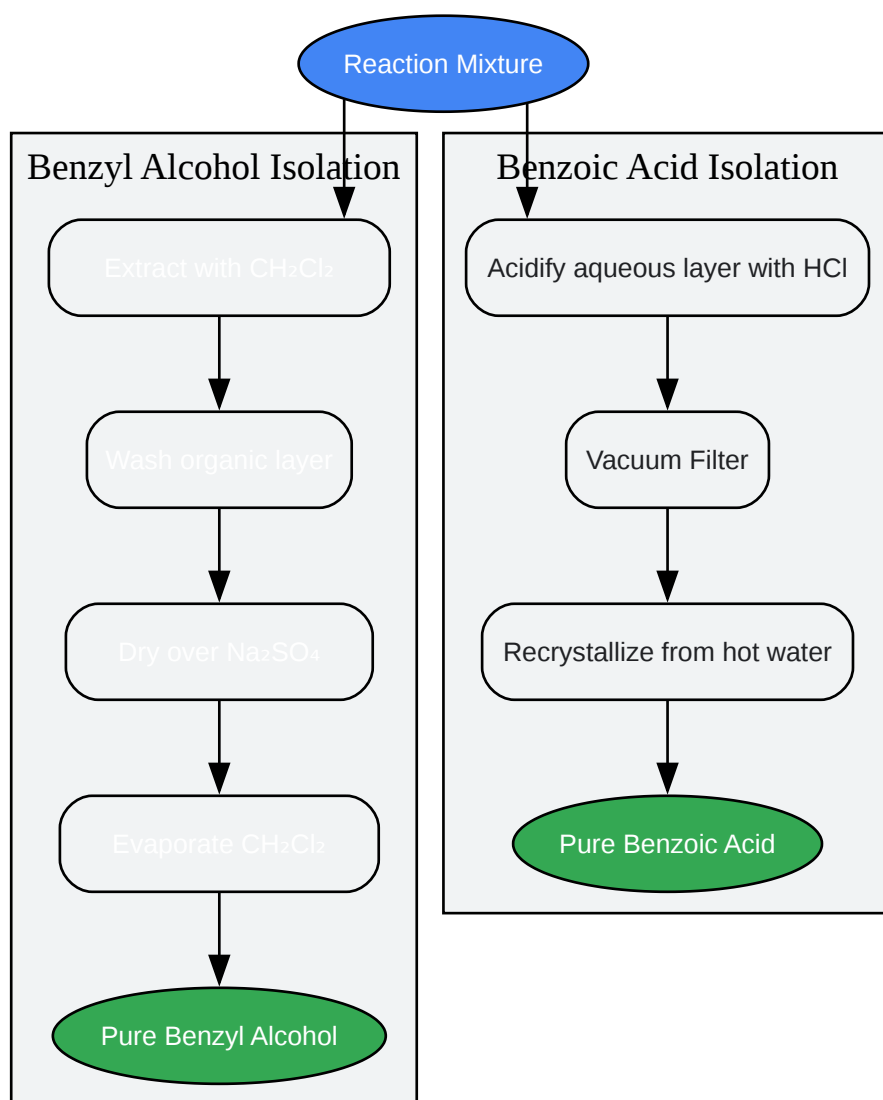 Reaction Mixture
Benzyl Alcohol Isolation
Extract with CH₂Cl₂
Wash organic layer
Dry over Na₂SO₄
Evaporate CH₂Cl₂
Pure Benzyl Alcohol
Benzoic Acid Isolation
Acidify aqueous layer with HCl
Vacuum Filter
Recrystallize from hot water
Pure Benzoic Acid